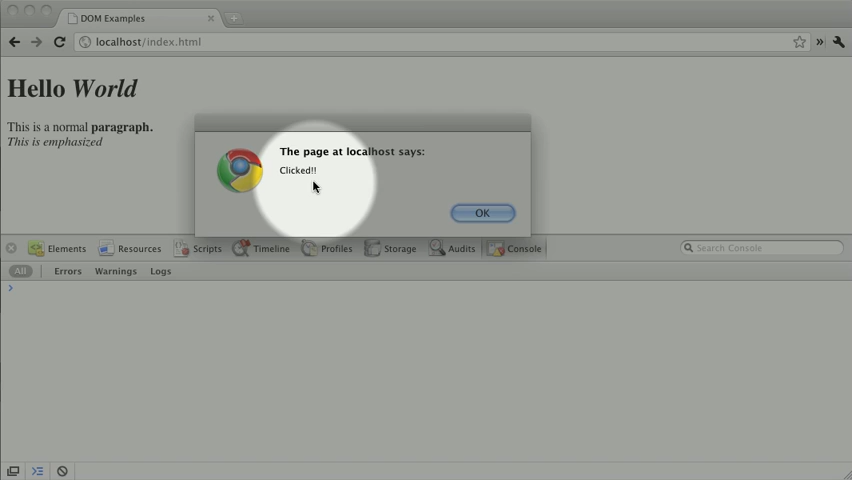 DOM Examples
localhost/index.html
Hello World
This is a normal paragraph.
This is emphasized
The page at localhost says:
Clicked!!
OK
Elements Resources Scripts Timeline Profiles Storage Audits Console Search Console
All Errors Warnings Logs